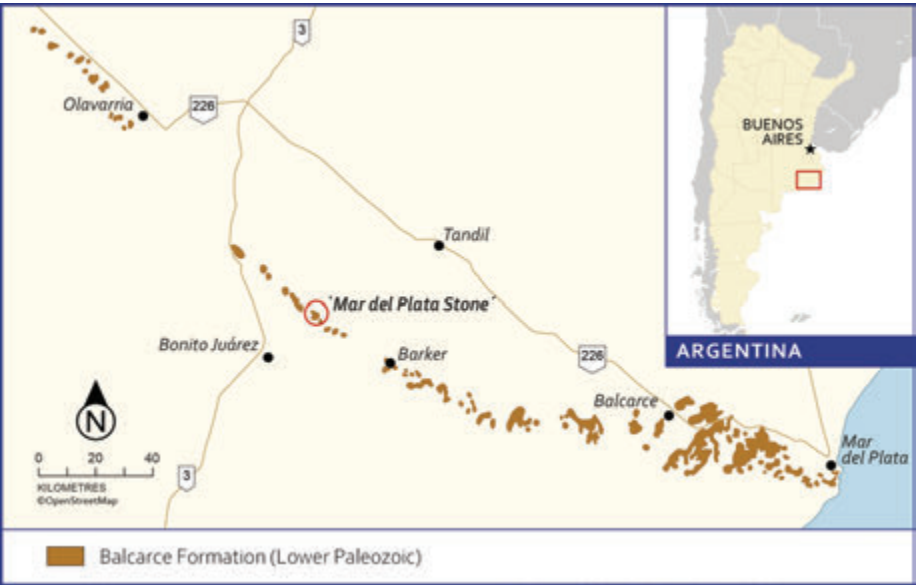 3
Olavarria
226
BUENOS
AIRES
Tandil
'Mar del Plata Stone'
Bonito Juárez
Barker
226
ARGENTINA
Balcarce
N
Mar
del Plata
0 20 40
KILOMETRES
©OpenStreetMap
3
Balcarce Formation (Lower Paleozoic)